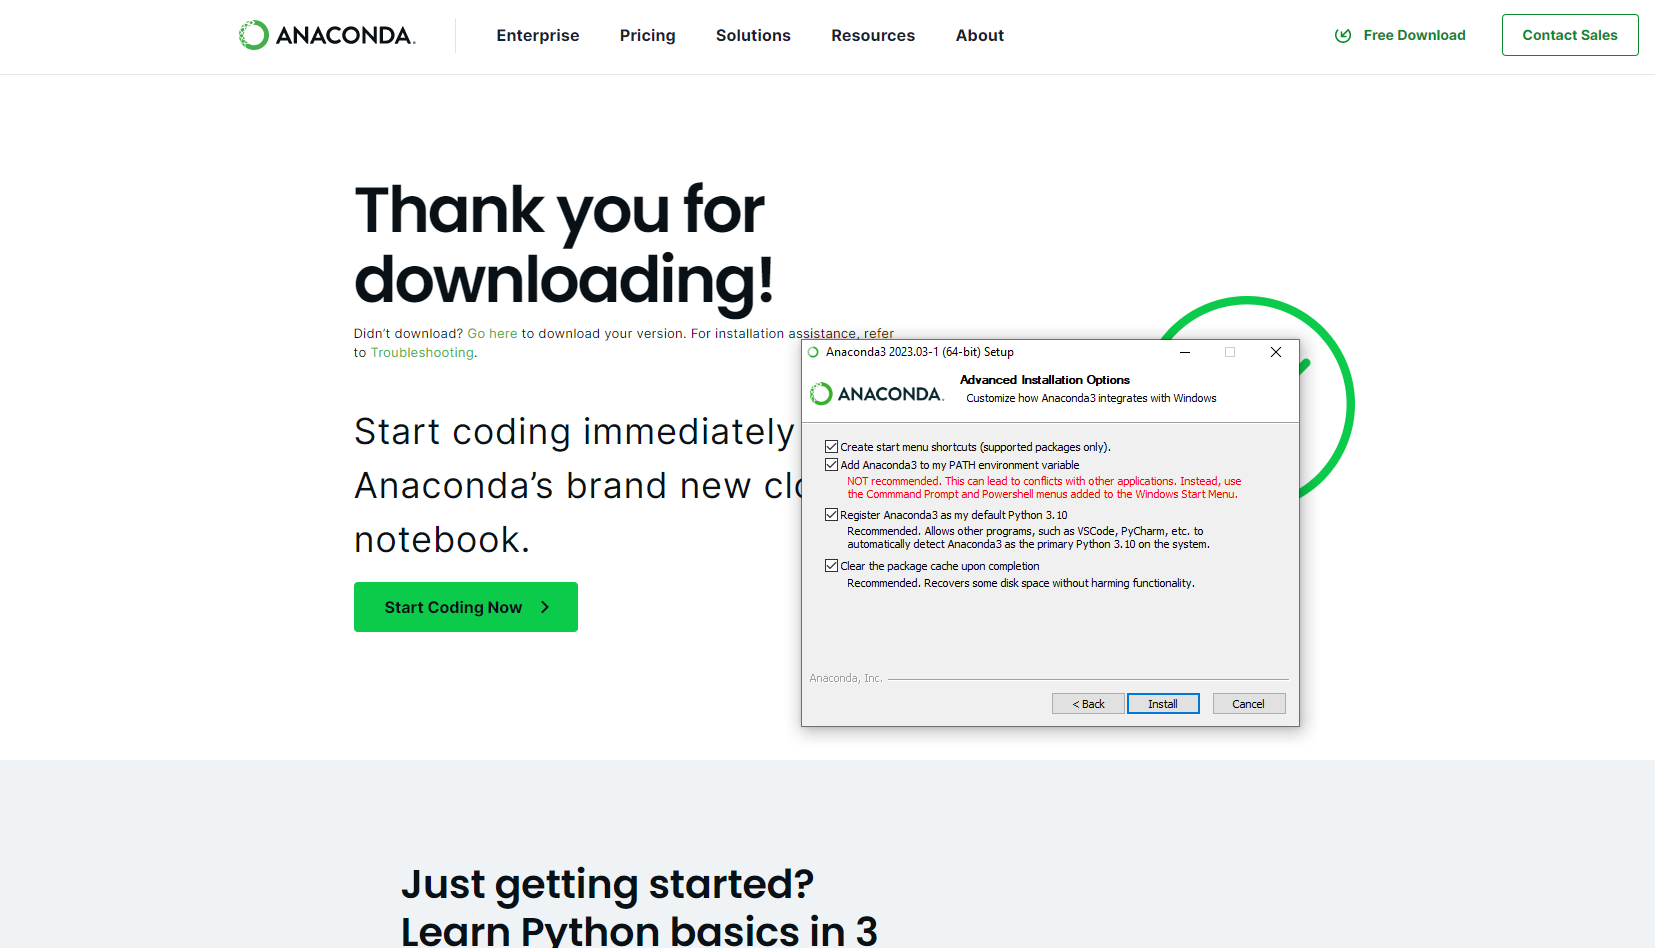 ANACONDA.
Enterprise
Pricing
Solutions
Resources
About
Free Download
Contact Sales
Thank you for
downloading!
Didn’t download? Go here to download your version. For installation assistance, refer
to Troubleshooting.
Start coding immediately
Anaconda’s brand new clo
notebook.
Start Coding Now
Anaconda3 2023.03-1 (64-bit) Setup
ANACONDA.
Advanced Installation Options
Customize how Anaconda3 integrates with Windows
Create start menu shortcuts (supported packages only).
Add Anaconda3 to my PATH environment variable
NOT recommended. This can lead to conflicts with other applications. Instead, use
the Commmand Prompt and Powershell menus added to the Windows Start Menu.
Register Anaconda3 as my default Python 3.10
Recommended. Allows other programs, such as VSCode, PyCharm, etc. to
automatically detect Anaconda3 as the primary Python 3.10 on the system.
Clear the package cache upon completion
Recommended. Recovers some disk space without harming functionality.
Anaconda, Inc.
< Back
Install
Cancel
Just getting started?
Learn Python basics in 3